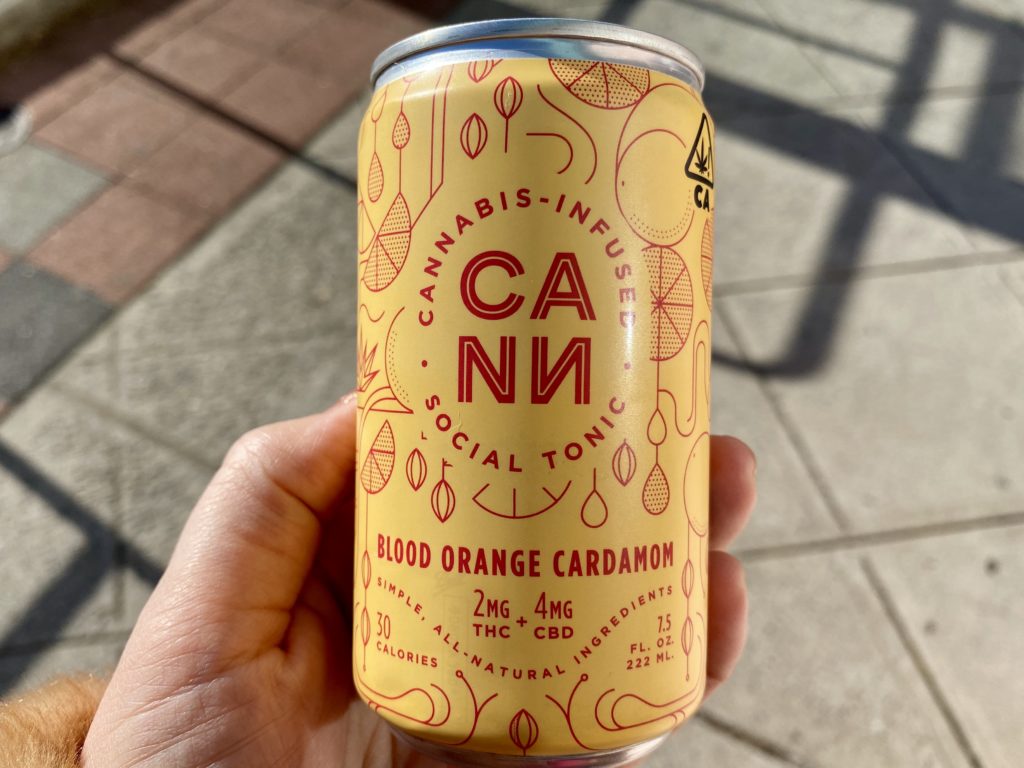 CA
CANNABIS-INFUSED
CA
NN
SOCIAL TONIC
BLOOD ORANGE CARDAMOM
2MG THC + 4MG CBD
SIMPLE, ALL-NATURAL INGREDIENTS
30 CALORIES
7.5 FL. OZ.
222 ML.